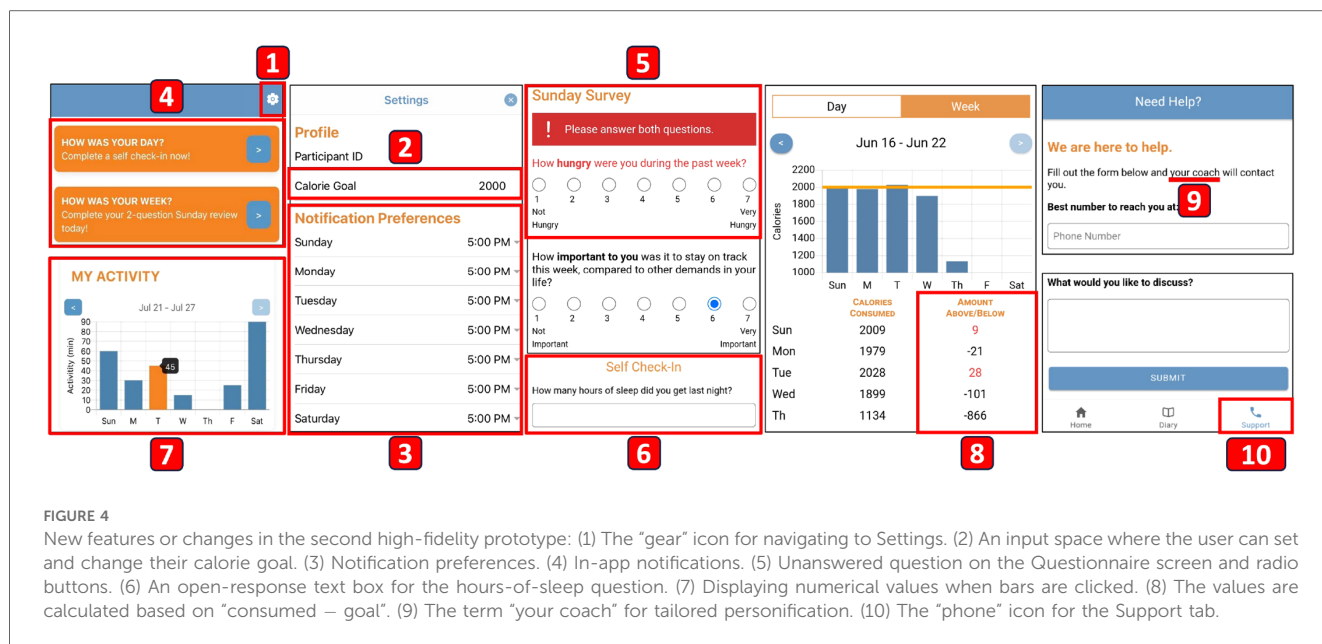 1
4
HOW WAS YOUR DAY?
Complete a self check-in now!
>
HOW WAS YOUR WEEK?
Complete your 2-question Sunday review
today!
>
MY ACTIVITY
<
Jul 21 - Jul 27
>
Activitity (min)
90
80
70
60
50
40
30
20
10
0
45
Sun M T W Th F Sat
7
Settings
Profile
2
Participant ID
Calorie Goal 2000
Notification Preferences
Sunday 5:00 PM
Monday 5:00 PM
Tuesday 5:00 PM
Wednesday 5:00 PM
Thursday 5:00 PM
Friday 5:00 PM
Saturday 5:00 PM
3
5
Sunday Survey
! Please answer both questions.
How hungry were you during the past week?
1 2 3 4 5 6 7
Not Very
Hungry Hungry
How important to you was it to stay on track
this week, compared to other demands in your
life?
1 2 3 4 5 6 7
Not Very
Important Important
Self Check-In
How many hours of sleep did you get last night?
6
Day Week
< Jun 16 - Jun 22 >
Calories
2200
2000
1800
1600
1400
1200
1000
Sun M T W Th F Sat
CALORIES AMOUNT
CONSUMED ABOVE/BELOW
Sun 2009 9
Mon 1979 -21
Tue 2028 28
Wed 1899 -101
Th 1134 -866
8
Need Help?
We are here to help.
Fill out the form below and your coach will contact
you.
9
Best number to reach you at:
Phone Number
What would you like to discuss?
SUBMIT
Home Diary Support
10
FIGURE 4
New features or changes in the second high-fidelity prototype: (1) The “gear” icon for navigating to Settings. (2) An input space where the user can set
and change their calorie goal. (3) Notification preferences. (4) In-app notifications. (5) Unanswered question on the Questionnaire screen and radio
buttons. (6) An open-response text box for the hours-of-sleep question. (7) Displaying numerical values when bars are clicked. (8) The values are
calculated based on “consumed − goal”. (9) The term “your coach” for tailored personification. (10) The “phone” icon for the Support tab.